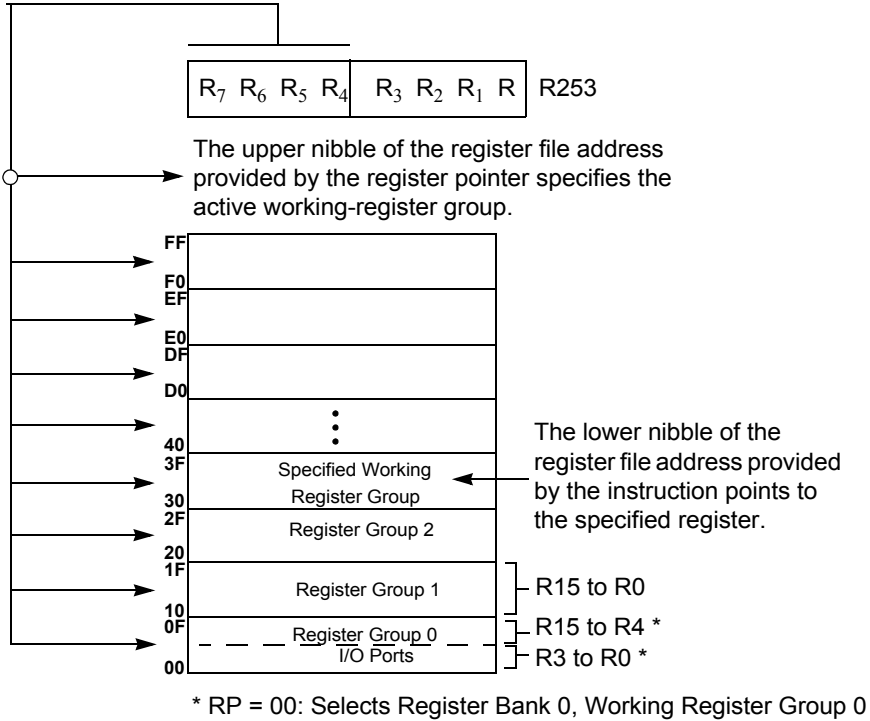 R7 R6 R5 R4 R3 R2 R1 R R253
The upper nibble of the register file address
provided by the register pointer specifies the
active working-register group.
FF
F0
EF
E0
DF
D0
40
3F
Specified Working
Register Group
30
2F
Register Group 2
20
1F
Register Group 1
10
0F
Register Group 0
I/O Ports
00
The lower nibble of the
register file address provided
by the instruction points to
the specified register.
R15 to R0
R15 to R4 *
R3 to R0 *
* RP = 00: Selects Register Bank 0, Working Register Group 0